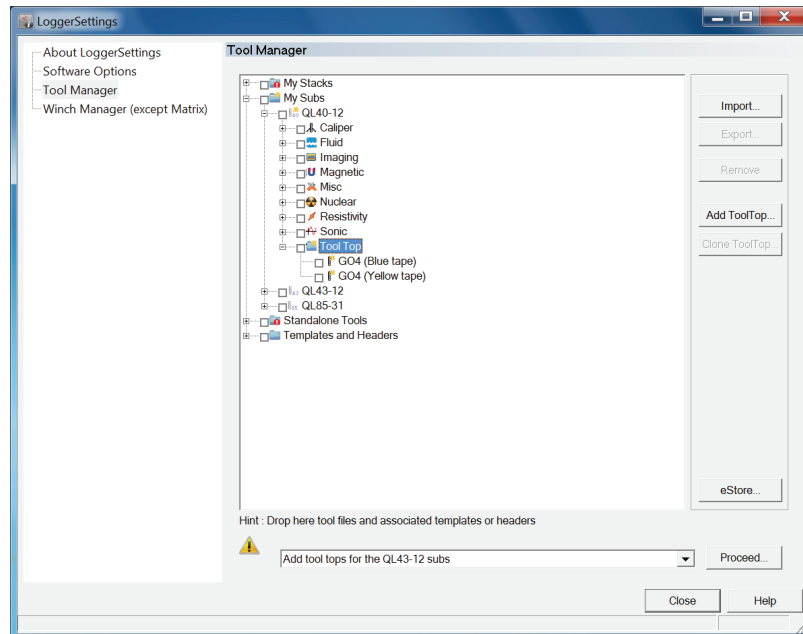 LoggerSettings
About LoggerSettings
Software Options
Tool Manager
Winch Manager (except Matrix)
Tool Manager
My Stacks
My Subs
QL40-12
Caliper
Fluid
Imaging
Magnetic
Misc
Nuclear
Resistivity
Sonic
Tool Top
GO4 (Blue tape)
GO4 (Yellow tape)
QL43-12
QL85-31
Standalone Tools
Templates and Headers
Import...
Export...
Remove
Add ToolTop...
Clone ToolTop...
eStore...
Hint : Drop here tool files and associated templates or headers
Add tool tops for the QL43-12 subs
Proceed...
Close
Help